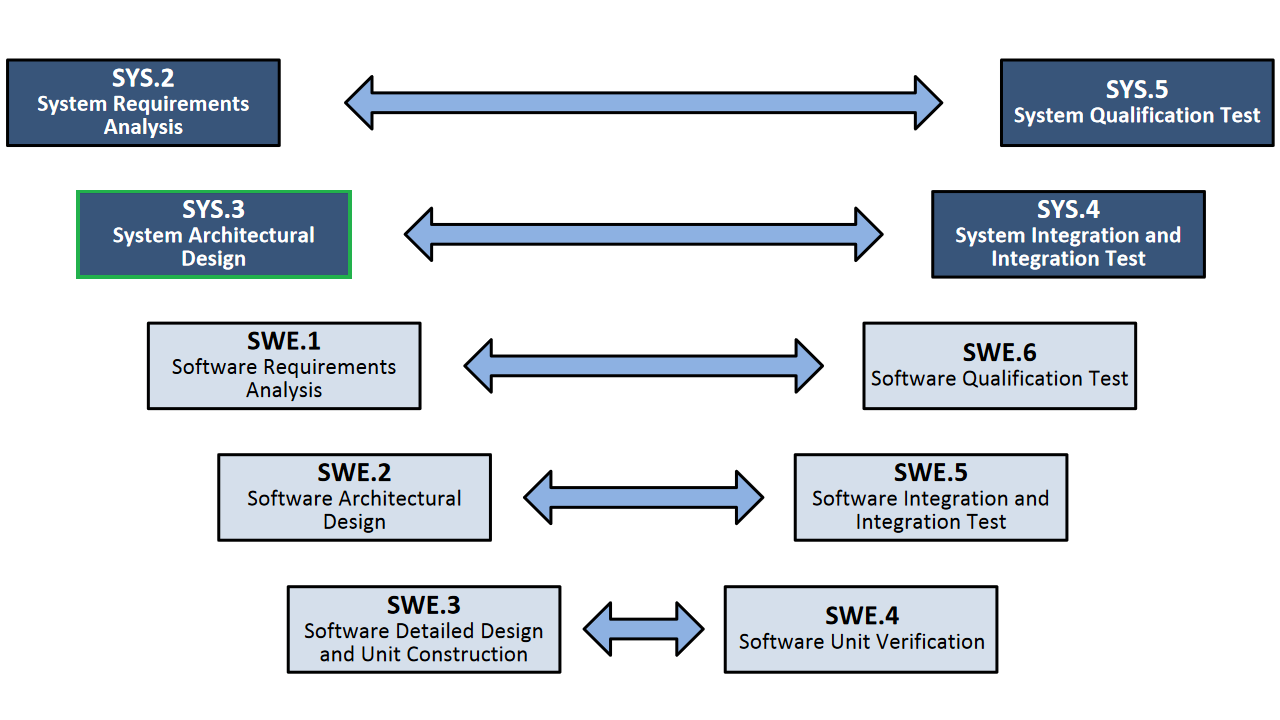 SYS.2
System Requirements
Analysis
SYS.5
System Qualification Test
SYS.3
System Architectural
Design
SYS.4
System Integration and
Integration Test
SWE.1
Software Requirements
Analysis
SWE.6
Software Qualification Test
SWE.2
Software Architectural
Design
SWE.5
Software Integration and
Integration Test
SWE.3
Software Detailed Design
and Unit Construction
SWE.4
Software Unit Verification